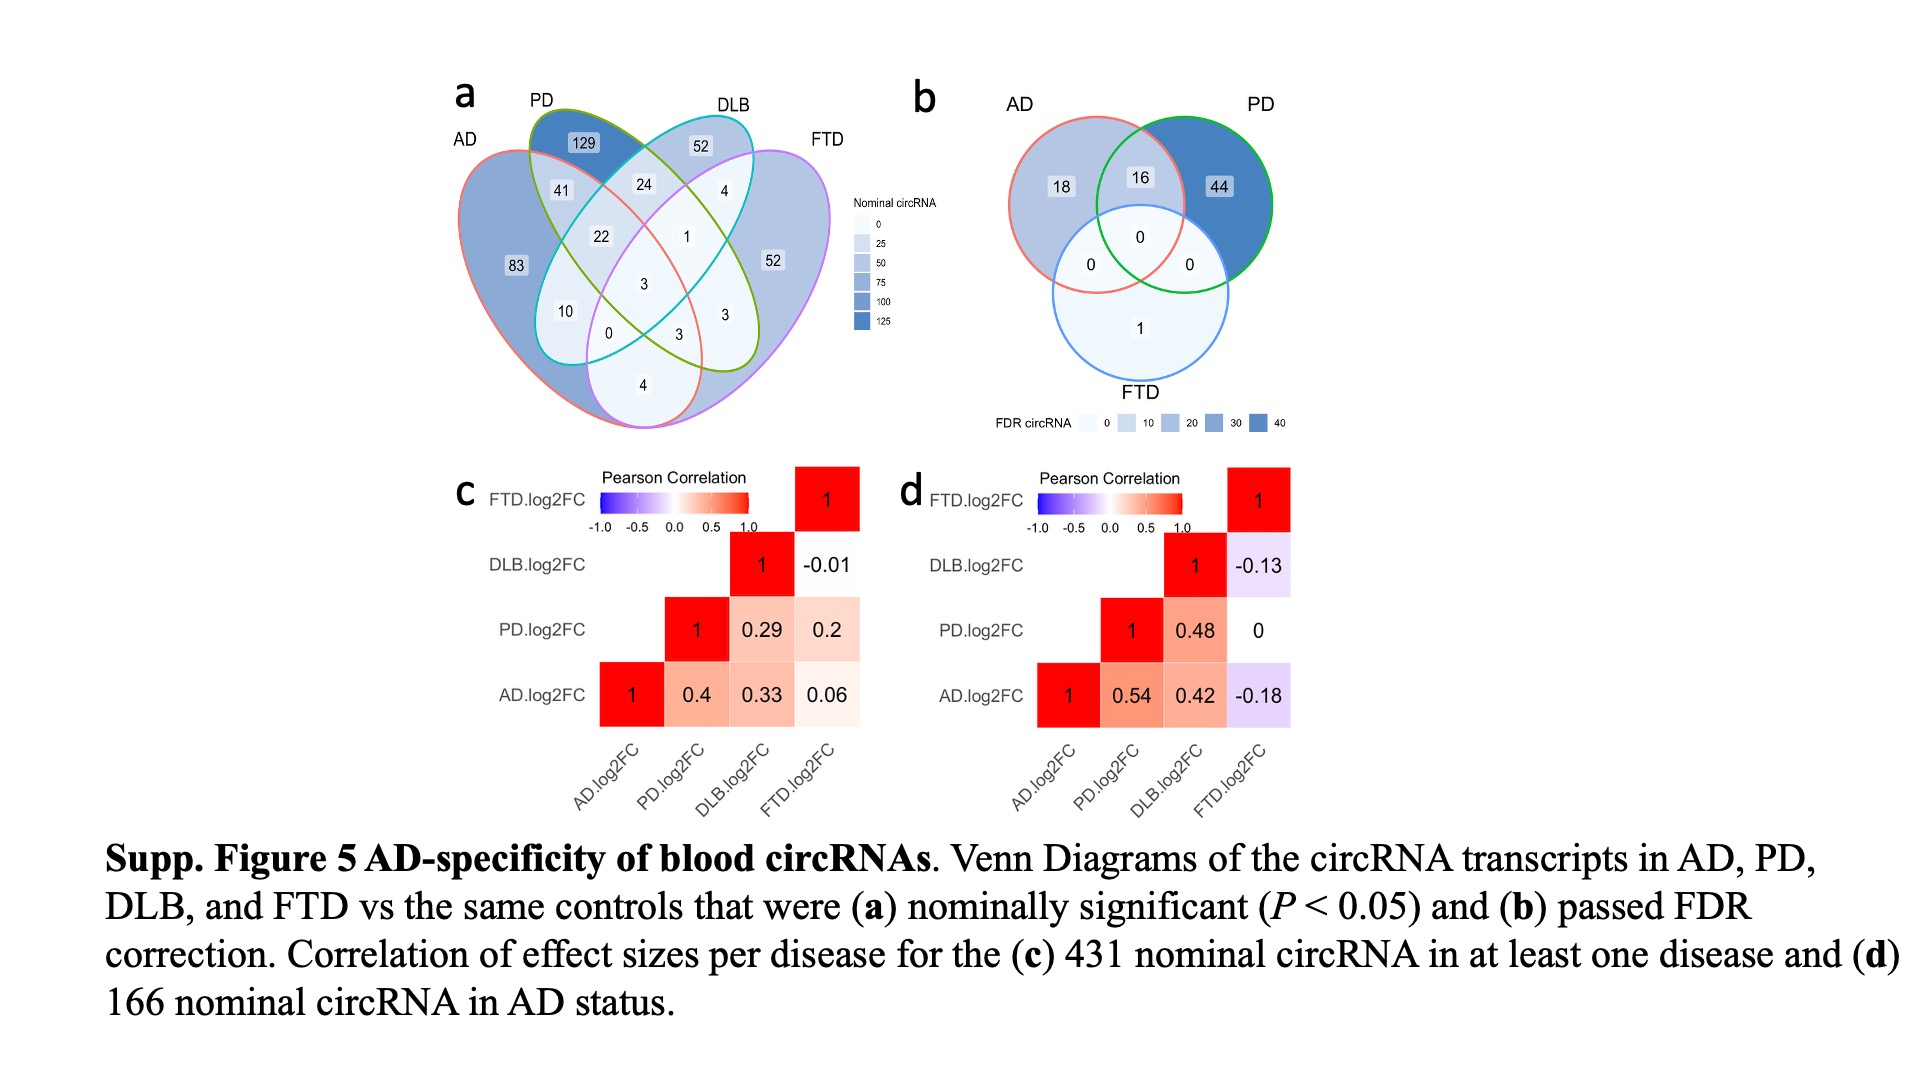 a
PD
DLB
AD
FTD
129
52
41
24
4
22
1
83
52
10
3
3
0
3
4
Nominal circRNA
0
25
50
75
100
125
b
AD
PD
18
16
44
0
0
0
1
FTD
FDR circRNA 0 10 20 30 40
c
Pearson Correlation
-1.0 -0.5 0.0 0.5 1.0
FTD.log2FC 1
DLB.log2FC 1 -0.01
PD.log2FC 1 0.29 0.2
AD.log2FC 1 0.4 0.33 0.06
AD.log2FC PD.log2FC DLB.log2FC FTD.log2FC
d
Pearson Correlation
-1.0 -0.5 0.0 0.5 1.0
FTD.log2FC 1
DLB.log2FC 1 -0.13
PD.log2FC 1 0.48 0
AD.log2FC 1 0.54 0.42 -0.18
AD.log2FC PD.log2FC DLB.log2FC FTD.log2FC
Supp. Figure 5 AD-specificity of blood circRNAs. Venn Diagrams of the circRNA transcripts in AD, PD,
DLB, and FTD vs the same controls that were (a) nominally significant (P < 0.05) and (b) passed FDR
correction. Correlation of effect sizes per disease for the (c) 431 nominal circRNA in at least one disease and (d)
166 nominal circRNA in AD status.